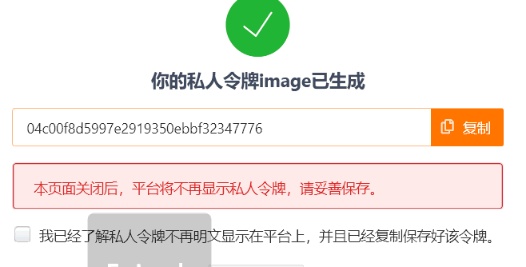 你的私人令牌image已生成
04c00f8d5997e2919350ebbf32347776
复制
本页面关闭后，平台将不再显示私人令牌，请妥善保存。
我已经了解私人令牌不再明文显示在平台上，并且已经复制保存好该令牌。